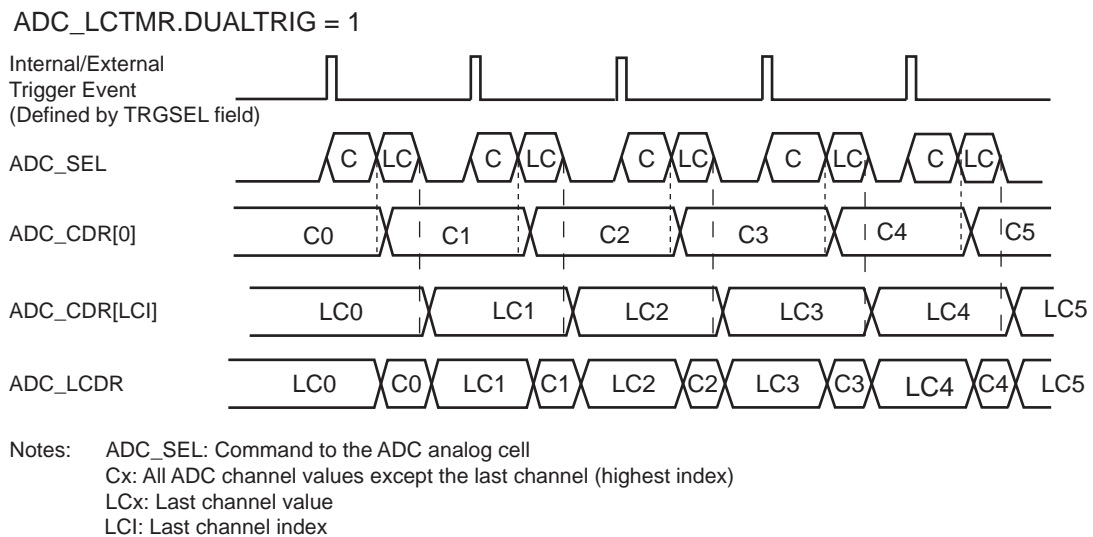 ADC_LCTMR.DUALTRIG = 1
Internal/External
Trigger Event
(Defined by TRGSEL field)
ADC_SEL C LC C LC C LC C LC C LC
ADC_CDR[0] C0 C1 C2 C3 C4 C5
ADC_CDR[LCI] LC0 LC1 LC2 LC3 LC4 LC5
ADC_LCDR LC0 C0 LC1 C1 LC2 C2 LC3 C3 LC4 C4 LC5
Notes: ADC_SEL: Command to the ADC analog cell
Cx: All ADC channel values except the last channel (highest index)
LCx: Last channel value
LCI: Last channel index